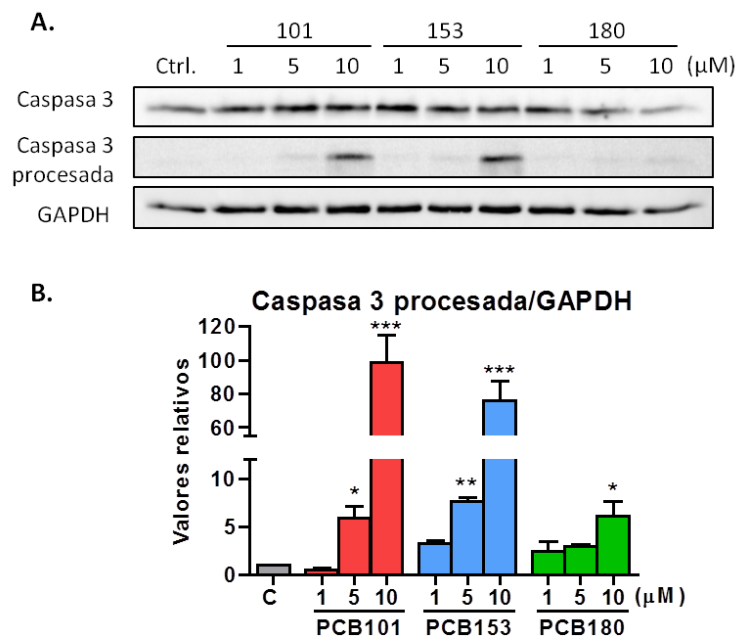 A.
101 153 180
Ctrl. 1 5 10 1 5 10 1 5 10 (μM)
Caspasa 3
Caspasa 3
procesada
GAPDH
B.
Caspasa 3 procesada/GAPDH
Valores relativos
120
100
80
60
10
5
0
*
***
**
***
*
C 1 5 10 1 5 10 1 5 10 (μM)
PCB101 PCB153 PCB180